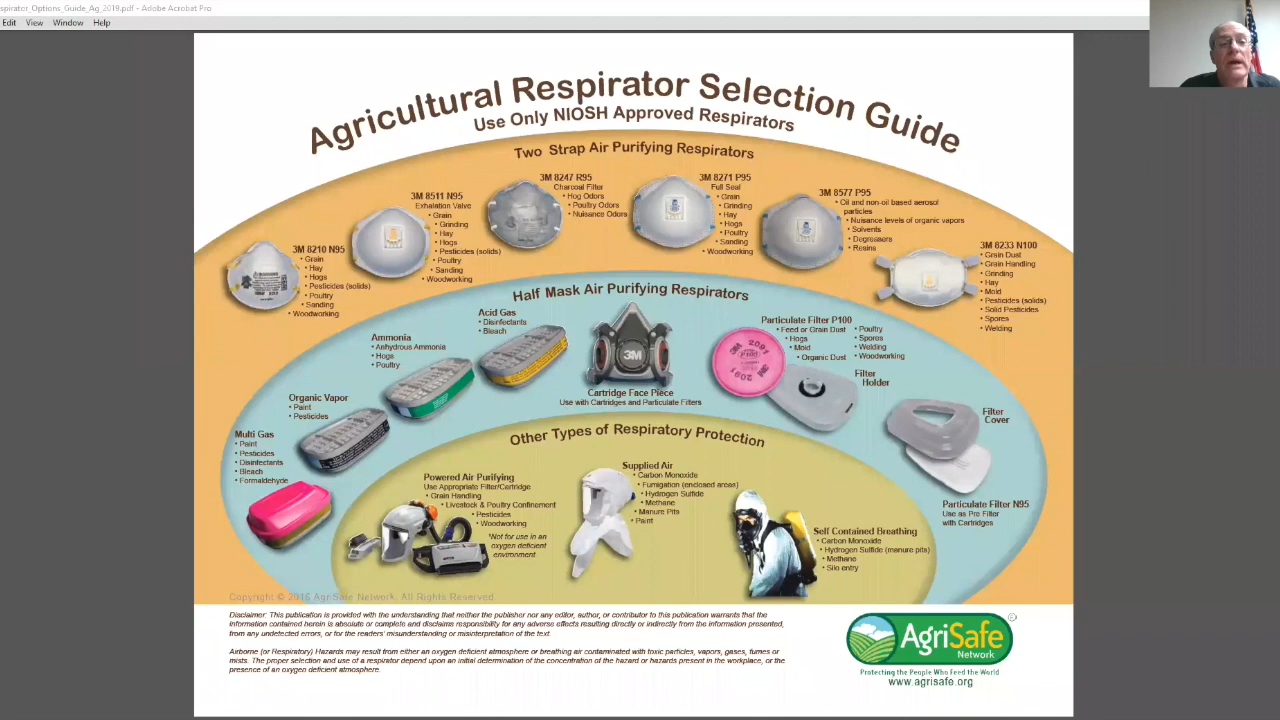 spirator_Options_Guide_Ag_2019.pdf - Adobe Acrobat Pro
Edit View Window Help
Agricultural Respirator Selection Guide
Use Only NIOSH Approved Respirators
Two Strap Air Purifying Respirators
3M 8210 N95
• Grain
• Hay
• Hogs
• Pesticides (solids)
• Poultry
• Sanding
• Woodworking
3M 8511 N95
Exhalation Valve
• Grain
• Grinding
• Hay
• Hogs
• Pesticides (solids)
• Poultry
• Sanding
• Woodworking
3M 8247 R95
Charcoal Filter
• Hog Odors
• Poultry Odors
• Nuisance Odors
3M 8271 P95
Full Seal
• Grain
• Grinding
• Hay
• Hogs
• Poultry
• Sanding
• Woodworking
3M 8577 P95
• Oil and non-oil based aerosol
particles
• Nuisance levels of organic vapors
• Solvents
• Degreasers
• Resins
3M 8233 N100
• Grain Dust
• Grain Handling
• Grinding
• Hay
• Mold
• Pesticides (solids)
• Solid Pesticides
• Spores
• Welding
Half Mask Air Purifying Respirators
Multi Gas
• Paint
• Pesticides
• Disinfectants
• Bleach
• Formaldehyde
Organic Vapor
• Paint
• Pesticides
Ammonia
• Anhydrous Ammonia
• Hogs
• Poultry
Acid Gas
• Disinfectants
• Bleach
3M
Cartridge Face Piece
Use with Cartridges and Particulate Filters
Particulate Filter P100
• Feed or Grain Dust
• Hogs
• Mold
• Organic Dust
• Poultry
• Spores
• Welding
• Woodworking
3M 2091
2091
Filter
Holder
Filter
Cover
Particulate Filter N95
Use as Pre Filter
with Cartridges
Other Types of Respiratory Protection
Powered Air Purifying
Use Appropriate Filter/Cartridge
• Grain Handling
• Livestock & Poultry Confinement
• Pesticides
• Woodworking
*Not for use in an
oxygen deficient
environment
Supplied Air
• Carbon Monoxide
• Fumigation (enclosed areas)
• Hydrogen Sulfide
• Methane
• Manure Pits
• Paint
Self Contained Breathing
• Carbon Monoxide
• Hydrogen Sulfide (manure pits)
• Methane
• Silo entry
Copyright © 2015 AgriSafe Network. All Rights Reserved.
Disclaimer: This publication is provided with the understanding that neither the publisher nor any editor, author, or contributor to this publication warrants that the
information contained herein is absolute or complete and disclaims responsibility for any adverse effects resulting directly or indirectly from the information presented,
from any undetected errors, or for the readers' misunderstanding or misinterpretation of the text.
Airborne (or Respiratory) Hazards may result from either an oxygen deficient atmosphere or breathing air contaminated with toxic particles, vapors, gases, fumes or
mists. The proper selection and use of a respirator depend upon an initial determination of the concentration of the hazard or hazards present in the workplace, or the
presence of an oxygen deficient atmosphere.
AgriSafe
Network
Protecting the People Who Feed the World
www.agrisafe.org